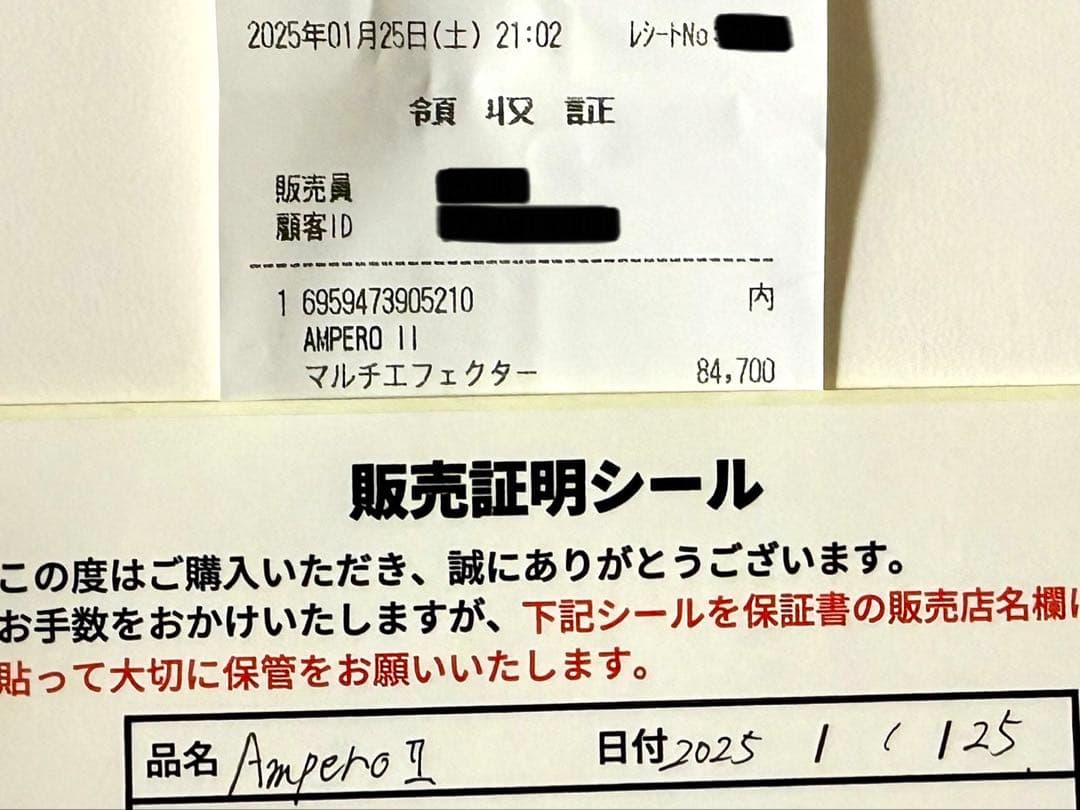 2025年01月25日(土) 21:02 レシートNo
領 収 証
販売員
顧客ID
1 6959473905210 内
AMPERO II
マルチエフェクター 84,700
販売証明シール
この度はご購入いただき、誠にありがとうございます。
お手数をおかけいたしますが、下記シールを保証書の販売店名欄に
貼って大切に保管をお願いいたします。
品名 Ampero II 日付 2025 / 1 / 25